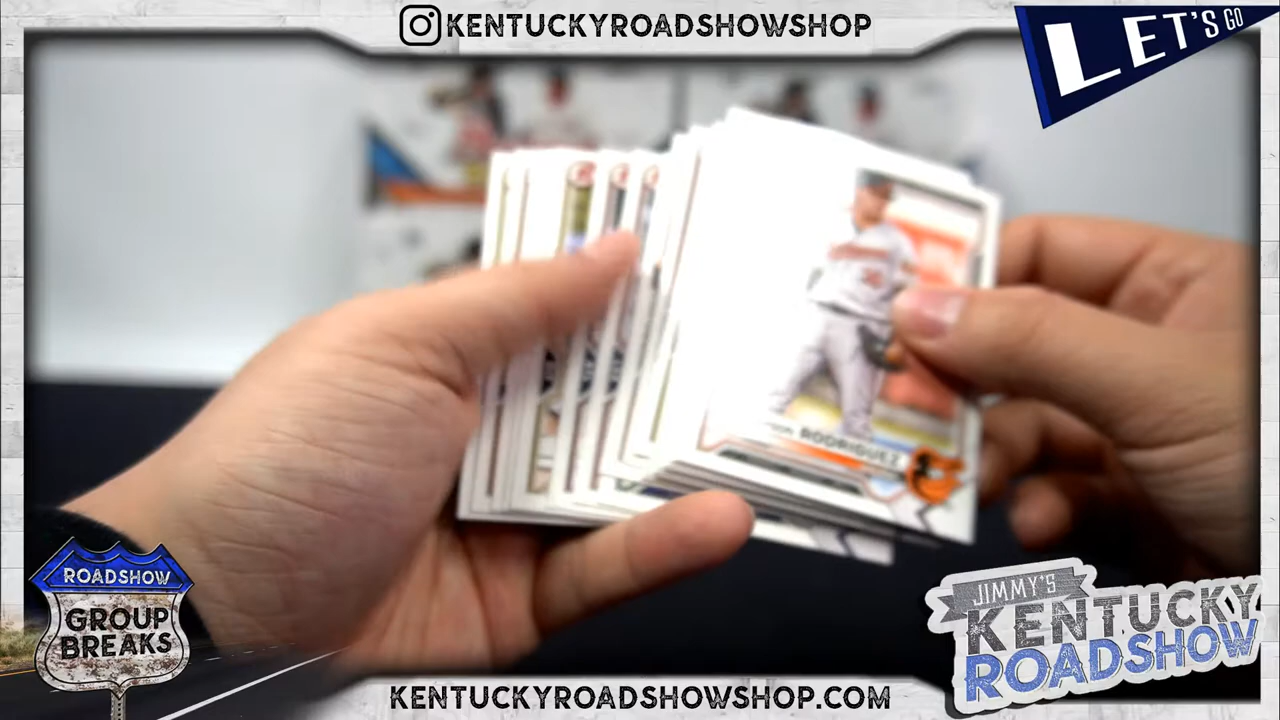 KENTUCKYROADSHOWSHOP
LET'S GO
RODRIGUEZ
ROADSHOW
GROUP
BREAKS
JIMMY'S
KENTUCKY
ROADSHOW
KENTUCKYROADSHOWSHOP.COM